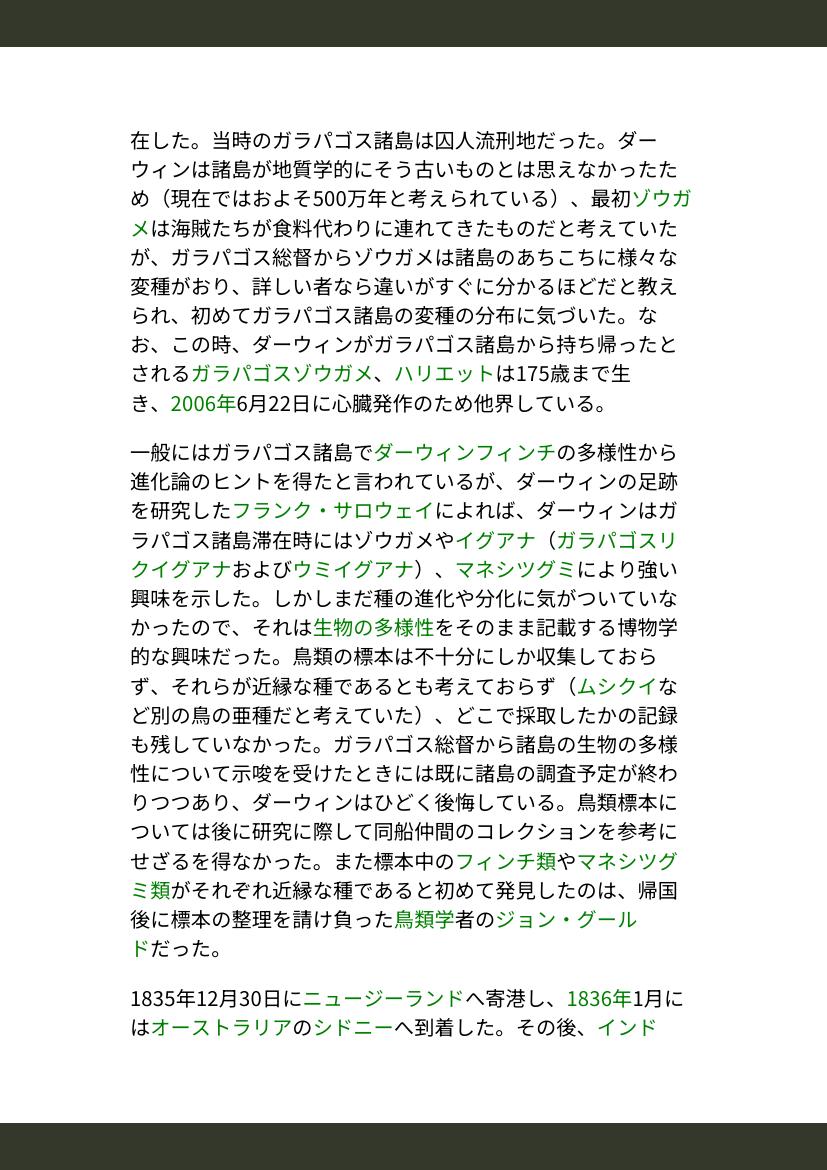 在した。当時のガラパゴス諸島は囚人流刑地だった。ダー
ウィンは諸島が地質学的にそう古いものとは思えなかったた
め（現在ではおよそ500万年と考えられている）、最初ゾウガ
メは海賊たちが食料代わりに連れてきたものだと考えていた
が、ガラパゴス総督からゾウガメは諸島のあちこちに様々な
変種がおり、詳しい者なら違いがすぐに分かるほどだと教え
られ、初めてガラパゴス諸島の変種の分布に気づいた。な
お、この時、ダーウィンがガラパゴス諸島から持ち帰ったと
されるガラパゴスゾウガメ、ハリエットは175歳まで生
き、2006年6月22日に心臓発作のため他界している。
一般にはガラパゴス諸島でダーウィンフィンチの多様性から
進化論のヒントを得たと言われているが、ダーウィンの足跡
を研究したフランク・サロウェイによれば、ダーウィンはガ
ラパゴス諸島滞在時にはゾウガメやイグアナ（ガラパゴスリ
クイグアナおよびウミイグアナ）、マネシツグミにより強い
興味を示した。しかしまだ種の進化や分化に気がついていな
かったので、それは生物の多様性をそのまま記載する博物学
的な興味だった。鳥類の標本は不十分にしか収集しておら
ず、それらが近縁な種であるとも考えておらず（ムシクイな
ど別の鳥の亜種だと考えていた）、どこで採取したかの記録
も残していなかった。ガラパゴス総督から諸島の生物の多様
性について示唆を受けたときには既に諸島の調査予定が終わ
りつつあり、ダーウィンはひどく後悔している。鳥類標本に
ついては後に研究に際して同船仲間のコレクションを参考に
せざるを得なかった。また標本中のフィンチ類やマネシツグ
ミ類がそれぞれ近縁な種であると初めて発見したのは、帰国
後に標本の整理を請け負った鳥類学者のジョン・グール
ドだった。
1835年12月30日にニュージーランドへ寄港し、1836年1月に
はオーストラリアのシドニーへ到着した。その後、インド